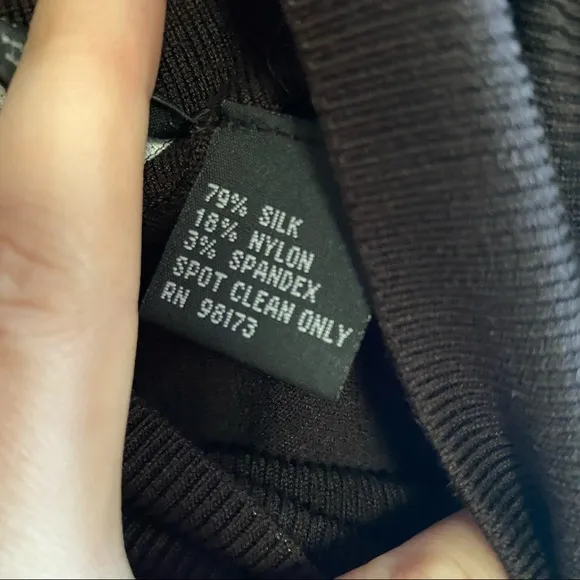 79% SILK
18% NYLON
3% SPANDEX
SPOT CLEAN ONLY
RN 98173